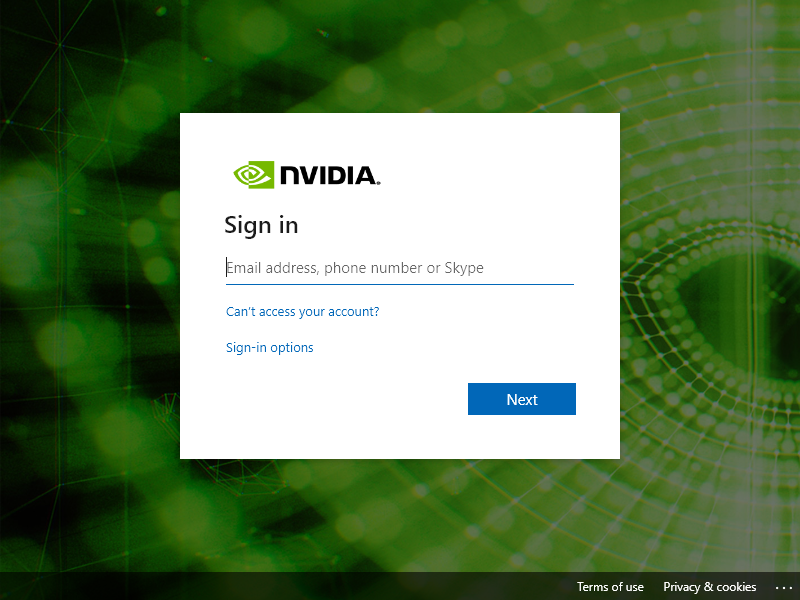 NVIDIA.
Sign in
Email address, phone number or Skype
Can't access your account?
Sign-in options
Next
Terms of use Privacy & cookies ...